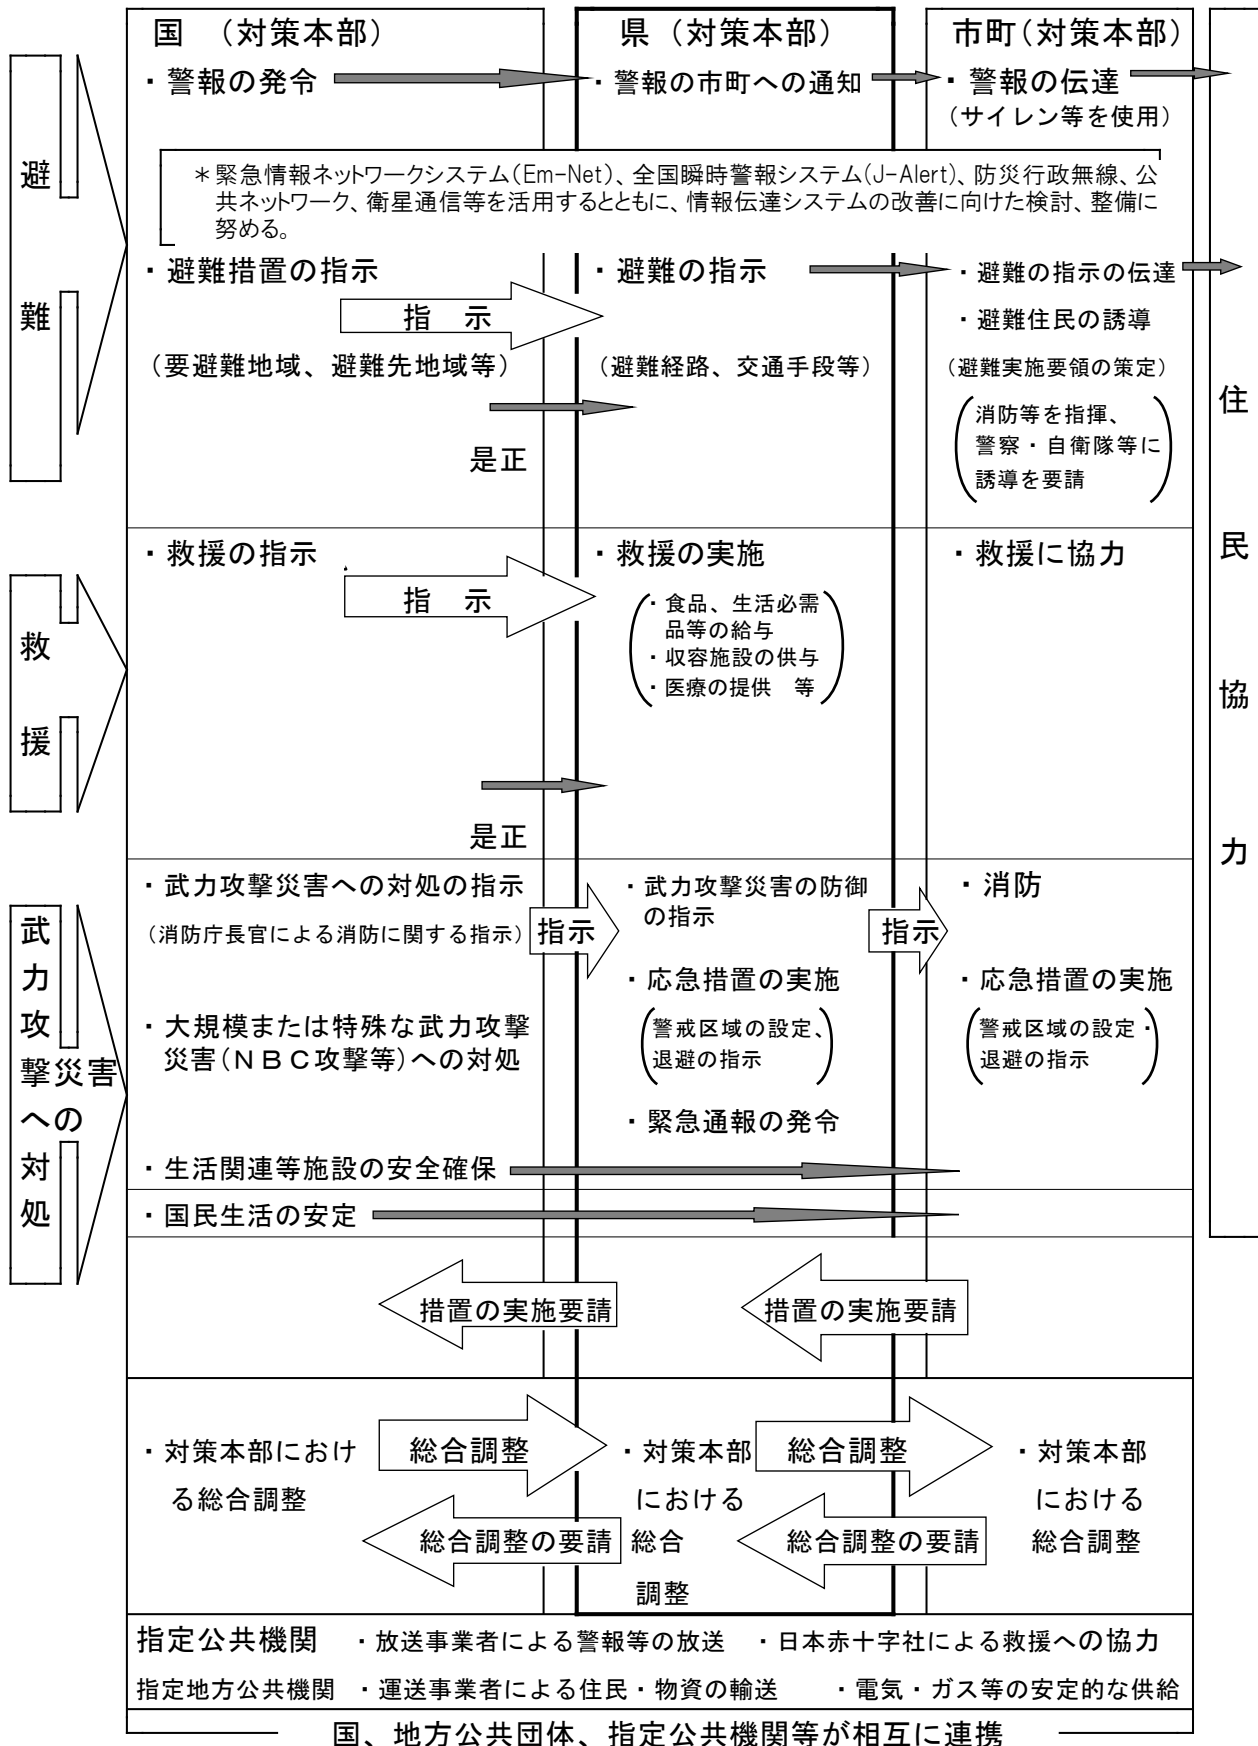 国 (対策本部)
県 (対策本部)
市町(対策本部)
・警報の発令
・警報の市町への通知
・警報の伝達
(サイレン等を使用)
避難
*緊急情報ネットワークシステム(Em-Net)、全国瞬時警報システム(J-Alert)、防災行政無線、公
共ネットワーク、衛星通信等を活用するとともに、情報伝達システムの改善に向けた検討、整備に
努める。
・避難措置の指示
指 示
(要避難地域、避難先地域等)
是正
・避難の指示
(避難経路、交通手段等)
・避難の指示の伝達
・避難住民の誘導
(避難実施要領の策定)
消防等を指揮、
警察・自衛隊等に
誘導を要請
住民協力
救援
・救援の指示
指 示
是正
・救援の実施
・食品、生活必需
品等の給与
・収容施設の供与
・医療の提供 等
・救援に協力
武力攻撃災害への対処
・武力攻撃災害への対処の指示
(消防庁長官による消防に関する指示)
指示
・武力攻撃災害の防御
の指示
指示
・消防
・大規模または特殊な武力攻撃
災害(NBC攻撃等)への対処
・応急措置の実施
警戒区域の設定、
退避の指示
・緊急通報の発令
・応急措置の実施
警戒区域の設定・
退避の指示
・生活関連等施設の安全確保
・国民生活の安定
措置の実施要請
措置の実施要請
・対策本部におけ
る総合調整
総合調整
総合調整の要請
・対策本部
における
総合
調整
総合調整
総合調整の要請
・対策本部
における
総合調整
指定公共機関 ・放送事業者による警報等の放送 ・日本赤十字社による救援への協力
指定地方公共機関 ・運送事業者による住民・物資の輸送 ・電気・ガス等の安定的な供給
国、地方公共団体、指定公共機関等が相互に連携